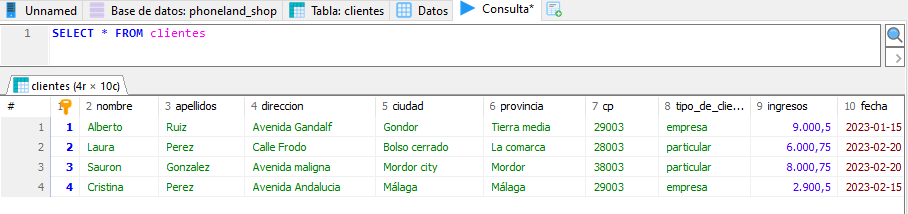 Unnamed Base de datos: phoneland_shop Tabla: clientes Datos Consulta*
1 SELECT * FROM clientes
clientes (4r × 10c)
# 1 2 nombre 3 apellidos 4 direccion 5 ciudad 6 provincia 7 cp 8 tipo_de_clie... 9 ingresos 10 fecha
1 1 Alberto Ruiz Avenida Gandalf Gondor Tierra media 29003 empresa 9.000,5 2023-01-15
2 2 Laura Perez Calle Frodo Bolso cerrado La comarca 28003 particular 6.000,75 2023-02-20
3 3 Sauron Gonzalez Avenida maligna Mordor city Mordor 38003 particular 8.000,75 2023-02-20
4 4 Cristina Perez Avenida Andalucia Málaga Málaga 29003 empresa 2.900,5 2023-02-15